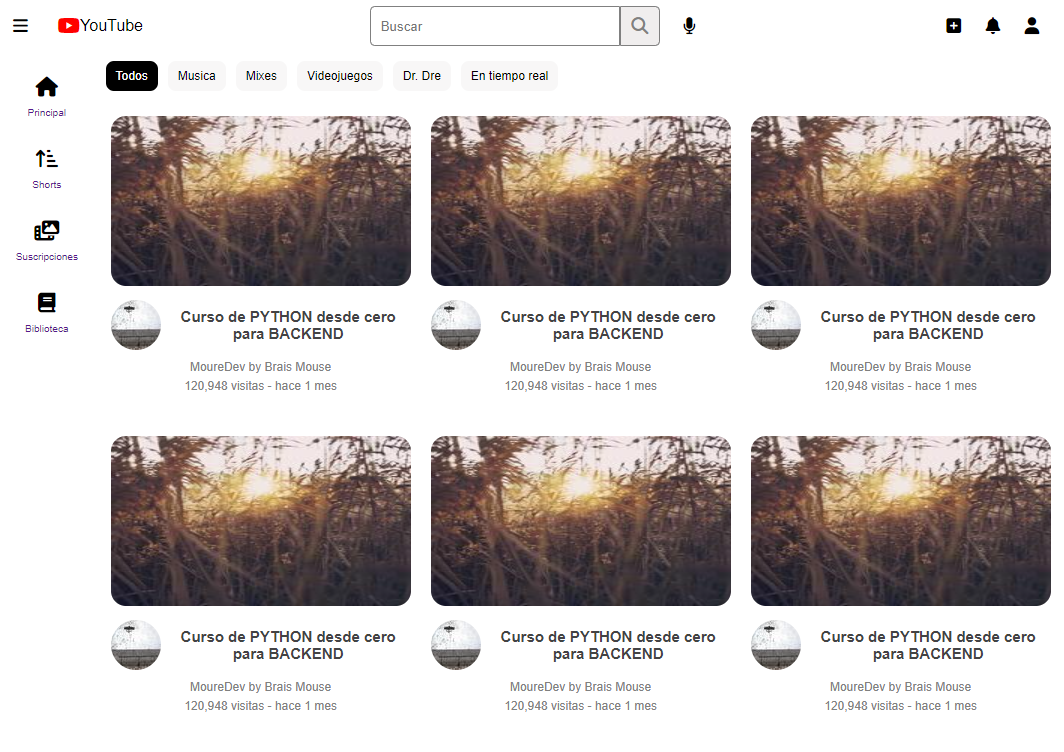 YouTube
Buscar
Todos
Musica
Mixes
Videojuegos
Dr. Dre
En tiempo real
Principal
Shorts
Suscripciones
Biblioteca
Curso de PYTHON desde cero
para BACKEND
MoureDev by Brais Mouse
120,948 visitas - hace 1 mes
Curso de PYTHON desde cero
para BACKEND
MoureDev by Brais Mouse
120,948 visitas - hace 1 mes
Curso de PYTHON desde cero
para BACKEND
MoureDev by Brais Mouse
120,948 visitas - hace 1 mes
Curso de PYTHON desde cero
para BACKEND
MoureDev by Brais Mouse
120,948 visitas - hace 1 mes
Curso de PYTHON desde cero
para BACKEND
MoureDev by Brais Mouse
120,948 visitas - hace 1 mes
Curso de PYTHON desde cero
para BACKEND
MoureDev by Brais Mouse
120,948 visitas - hace 1 mes